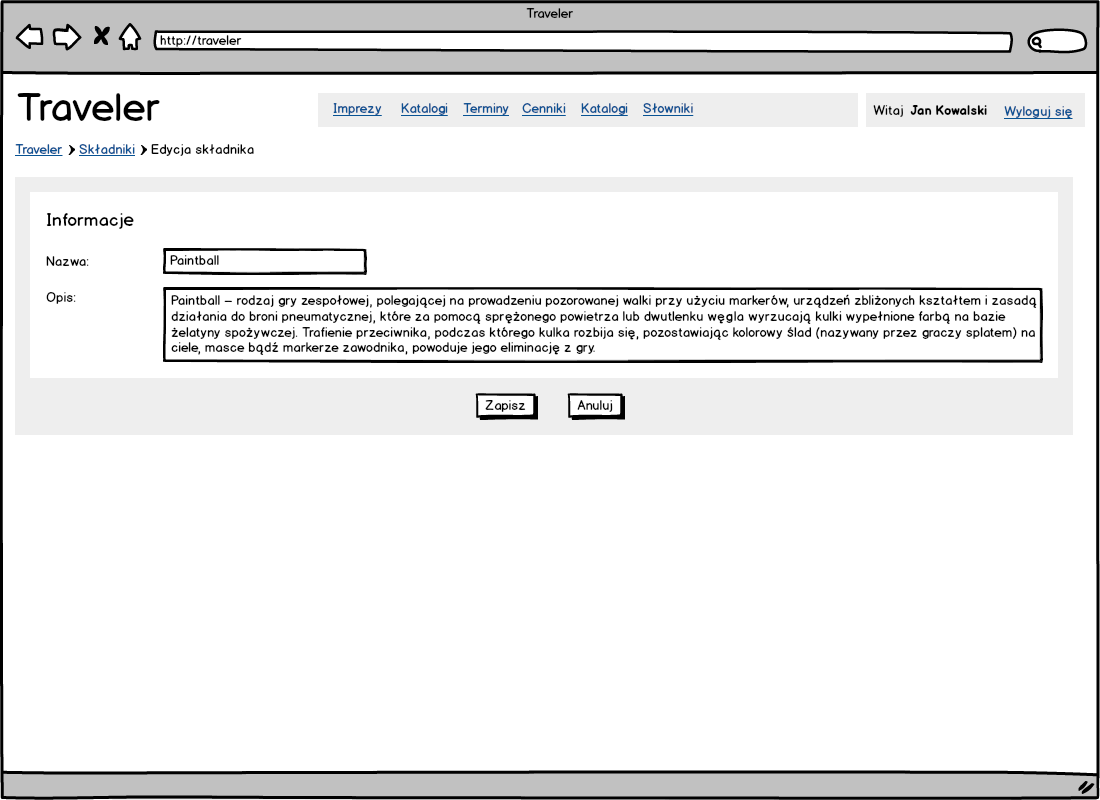 Traveler
http://traveler
Traveler
Imprezy Katalogi Terminy Cenniki Katalogi Słowniki
Witaj Jan Kowalski Wyloguj się
Traveler Składniki Edycja składnika
Informacje
Nazwa: Paintball
Opis:
Paintball – rodzaj gry zespołowej, polegającej na prowadzeniu pozorowanej walki przy użyciu markerów, urządzeń zbliżonych kształtem i zasadą
działania do broni pneumatycznej, które za pomocą sprężonego powietrza lub dwutlenku węgla wyrzucają kulki wypełnione farbą na bazie
żelatyny spożywczej. Trafienie przeciwnika, podczas którego kulka rozbija się, pozostawiając kolorowy ślad (nazywany przez graczy splatem) na
ciele, masce bądź markerze zawodnika, powoduje jego eliminację z gry.
Zapisz Anuluj